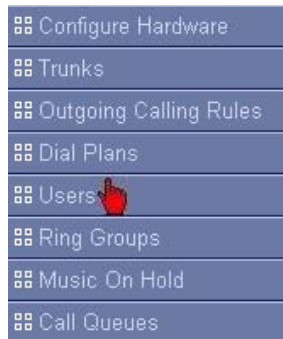 Configure Hardware
Trunks
Outgoing Calling Rules
Dial Plans
Users
Ring Groups
Music On Hold
Call Queues